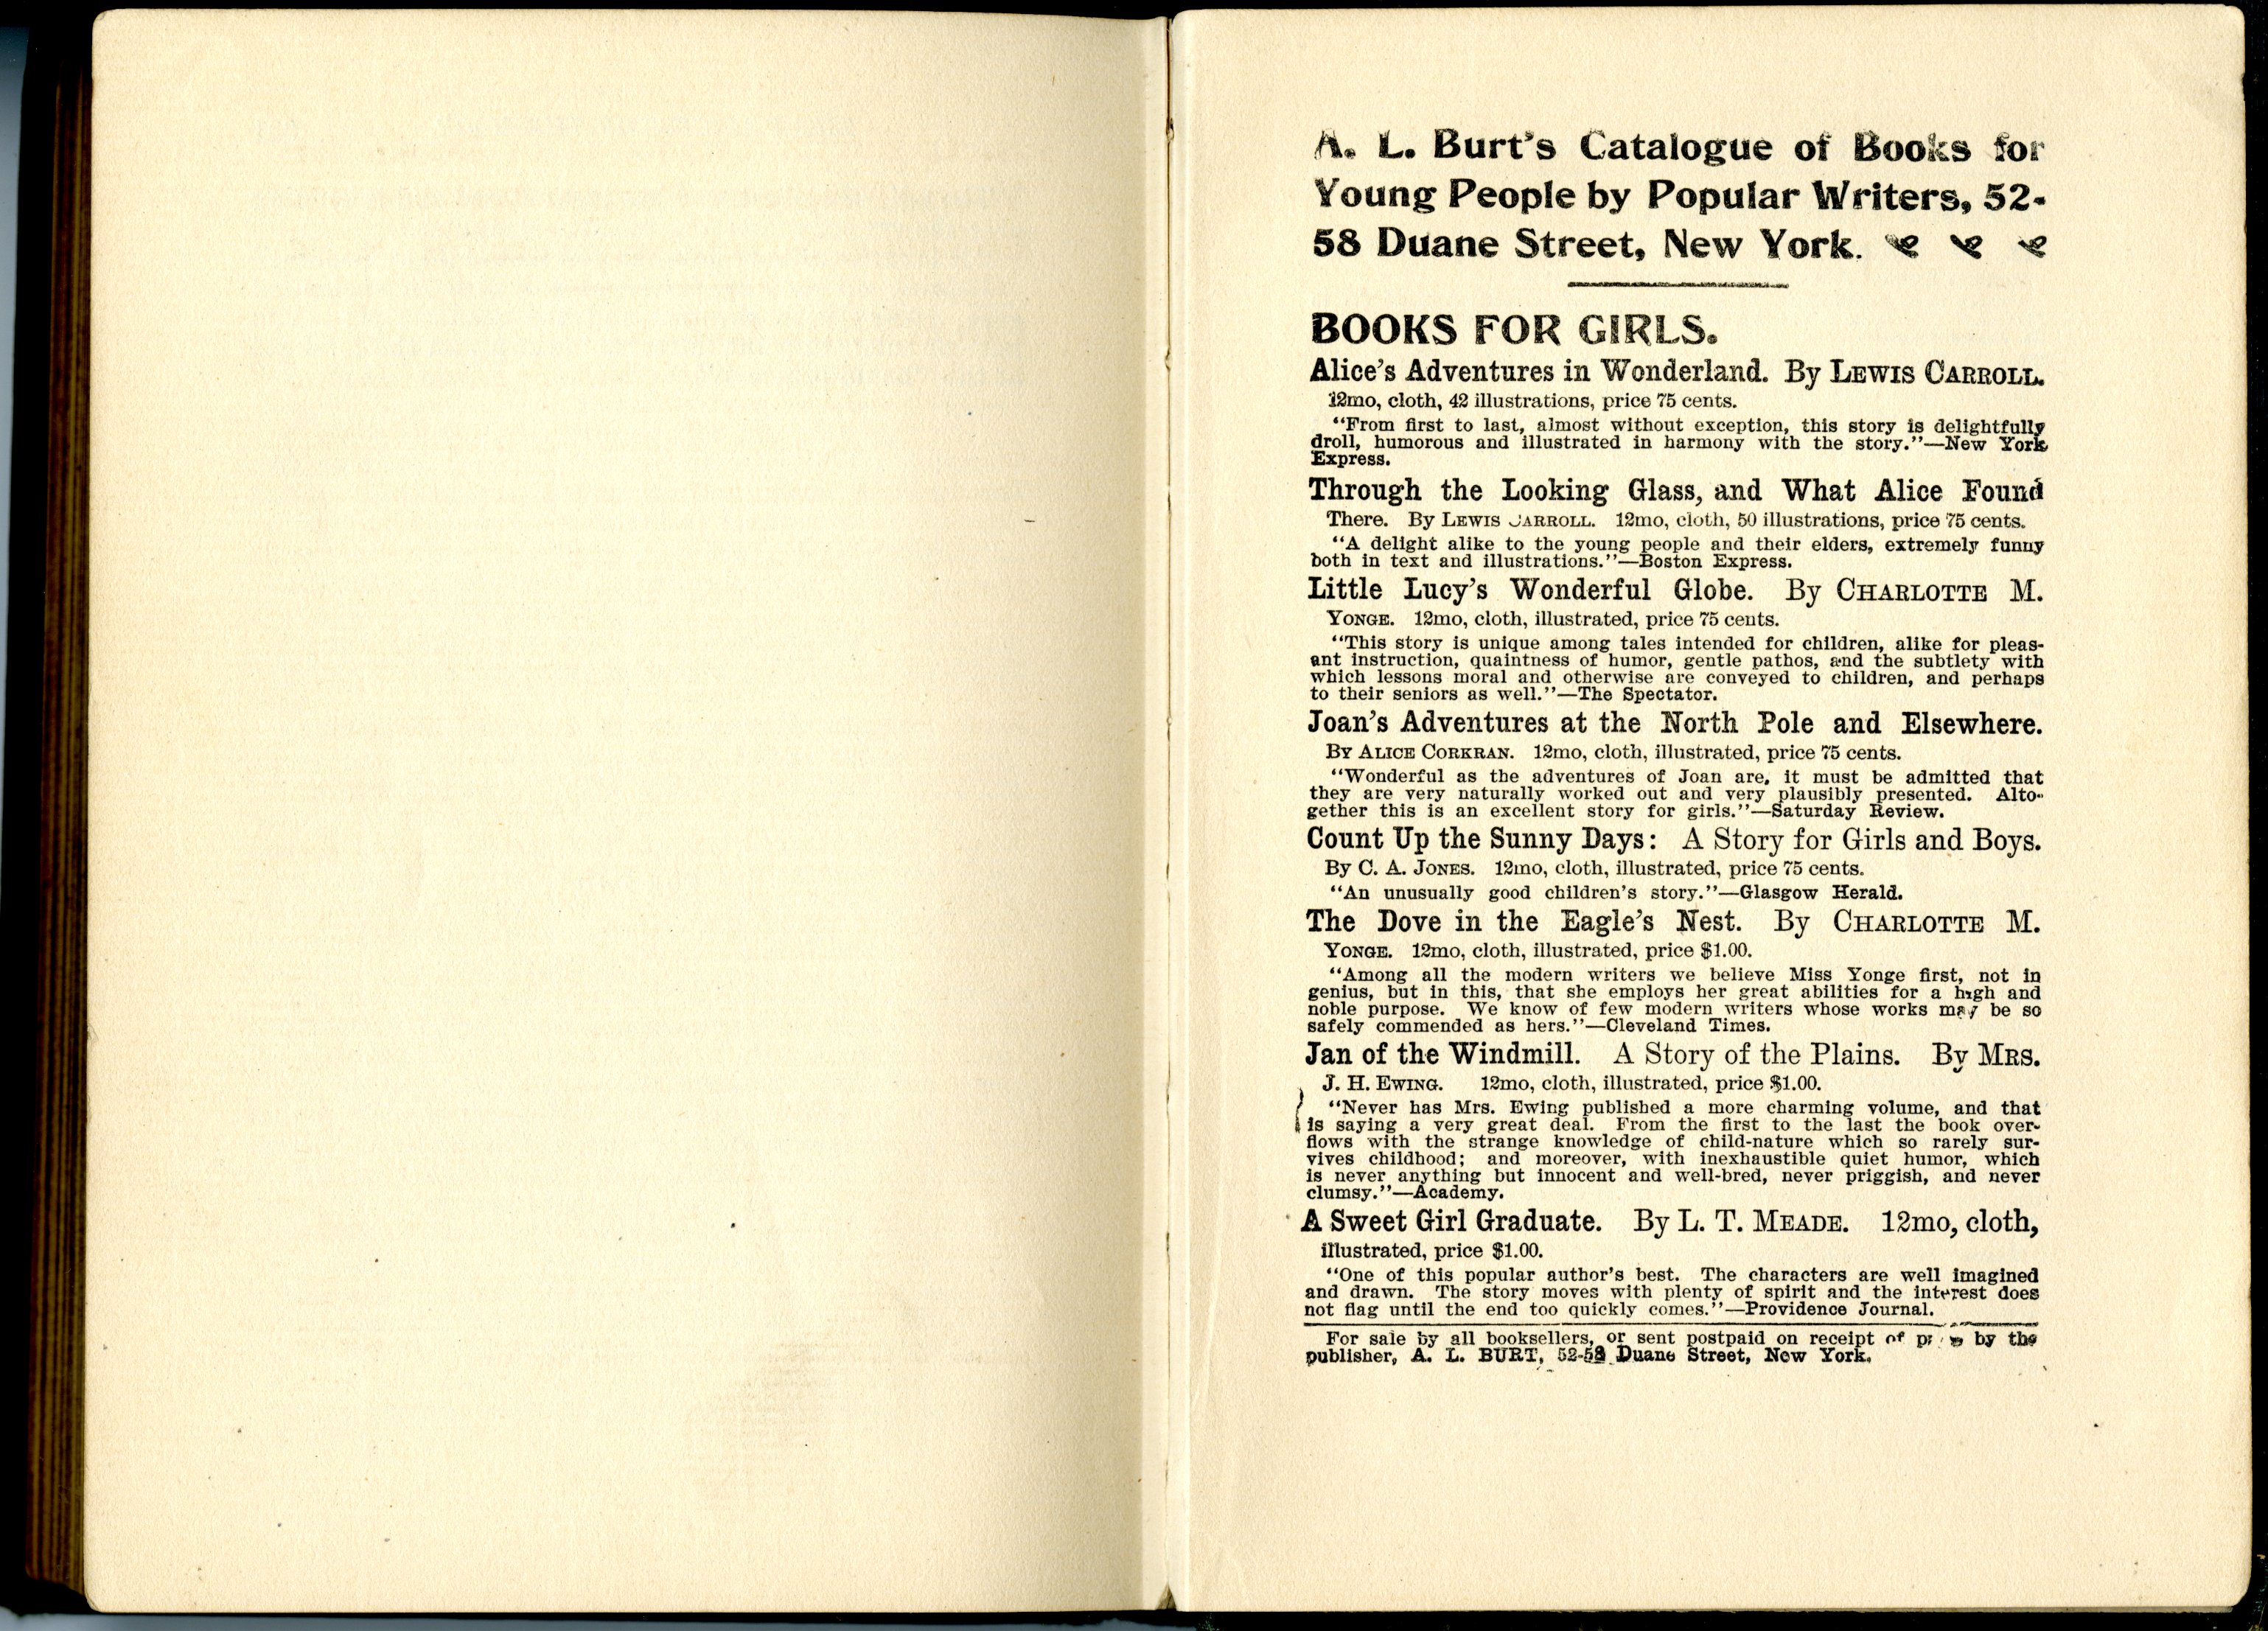 A. L. Burt's Catalogue of Books for
Young People by Popular Writers, 52-
58 Duane Street, New York.
BOOKS FOR GIRLS.
Alice's Adventures in Wonderland. By LEWIS CARROLL.
12mo, cloth, 42 illustrations, price 75 cents.
"From first to last, almost without exception, this story is delightfully
droll, humorous and illustrated in harmony with the story."—New York
Express.
Through the Looking Glass, and What Alice Found
There. By LEWIS CARROLL. 12mo, cloth, 50 illustrations, price 75 cents.
"A delight alike to the young people and their elders, extremely funny
both in text and illustrations."—Boston Express.
Little Lucy's Wonderful Globe. By CHARLOTTE M.
YONGE. 12mo, cloth, illustrated, price 75 cents.
"This story is unique among tales intended for children, alike for pleas-
ant instruction, quaintness of humor, gentle pathos, and the subtlety with
which lessons moral and otherwise are conveyed to children, and perhaps
to their seniors as well."—The Spectator.
Joan's Adventures at the North Pole and Elsewhere.
BY ALICE CORKRAN. 12mo, cloth, illustrated, price 75 cents.
"Wonderful as the adventures of Joan are, it must be admitted that
they are very naturally worked out and very plausibly presented. Alto-
gether this is an excellent story for girls."—Saturday Review.
Count Up the Sunny Days: A Story for Girls and Boys.
By C. A. JONES. 12mo, cloth, illustrated, price 75 cents.
"An unusually good children's story."—Glasgow Herald.
The Dove in the Eagle's Nest. By CHARLOTTE M.
YONGE. 12mo, cloth, illustrated, price $1.00.
"Among all the modern writers we believe Miss Yonge first, not in
genius, but in this, that she employs her great abilities for a high and
noble purpose. We know of few modern writers whose works may be so
safely commended as hers."—Cleveland Times.
Jan of the Windmill. A Story of the Plains. By MRS.
J. H. EWING. 12mo, cloth, illustrated, price $1.00.
"Never has Mrs. Ewing published a more charming volume, and that
is saying a very great deal. From the first to the last the book over-
flows with the strange knowledge of child-nature which so rarely sur-
vives childhood; and moreover, with inexhaustible quiet humor, which
is never anything but innocent and well-bred, never priggish, and never
clumsy."—Academy.
A Sweet Girl Graduate. By L. T. MEADE. 12mo, cloth,
illustrated, price $1.00.
"One of this popular author's best. The characters are well imagined
and drawn. The story moves with plenty of spirit and the interest does
not flag until the end too quickly comes."—Providence Journal.
For sale by all booksellers, or sent postpaid on receipt of price by the
publisher, A. L. BURT, 52-58 Duane Street, New York.